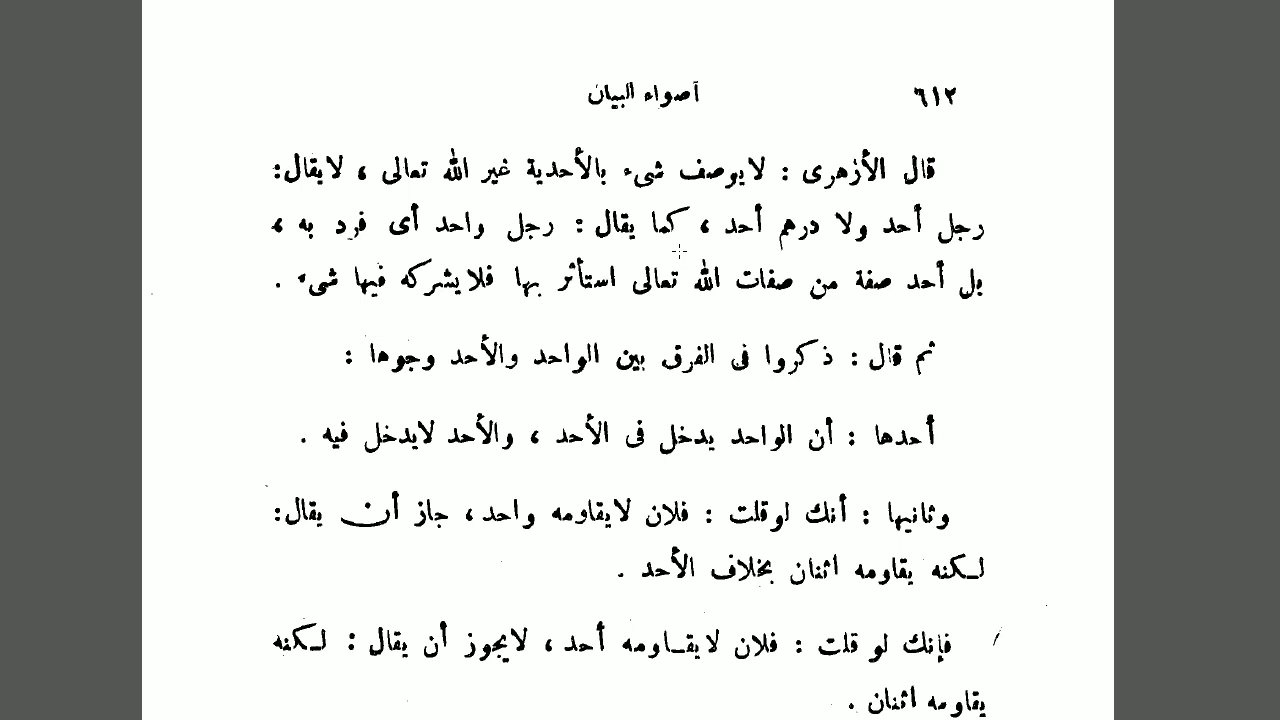 ٦١٢
أضواء البيان
قال الأزهرى : لايوصف شىء بالأحدية غير الله تعالى ، لايقال:
رجل أحد ولا درهم أحد ، كما يقال : رجل واحد أى فرد به ،
بل أحد صفة من صفات الله تعالى استأثر بها فلايشركه فيها شىء .
ثم قال : ذكروا فى الفرق بين الواحد والأحد وجوها :
أحدها : أن الواحد يدخل فى الأحد ، والأحد لايدخل فيه .
وثانيها : أنك لوقلت : فلان لايقاومه واحد، جاز أن يقال:
لـكنه يقاومه اثنان بخلاف الأحد .
فإنك لو قلت : فلان لايقـاومه أحد، لايجوز أن يقال : لـكنه
يقاومه اثنان .